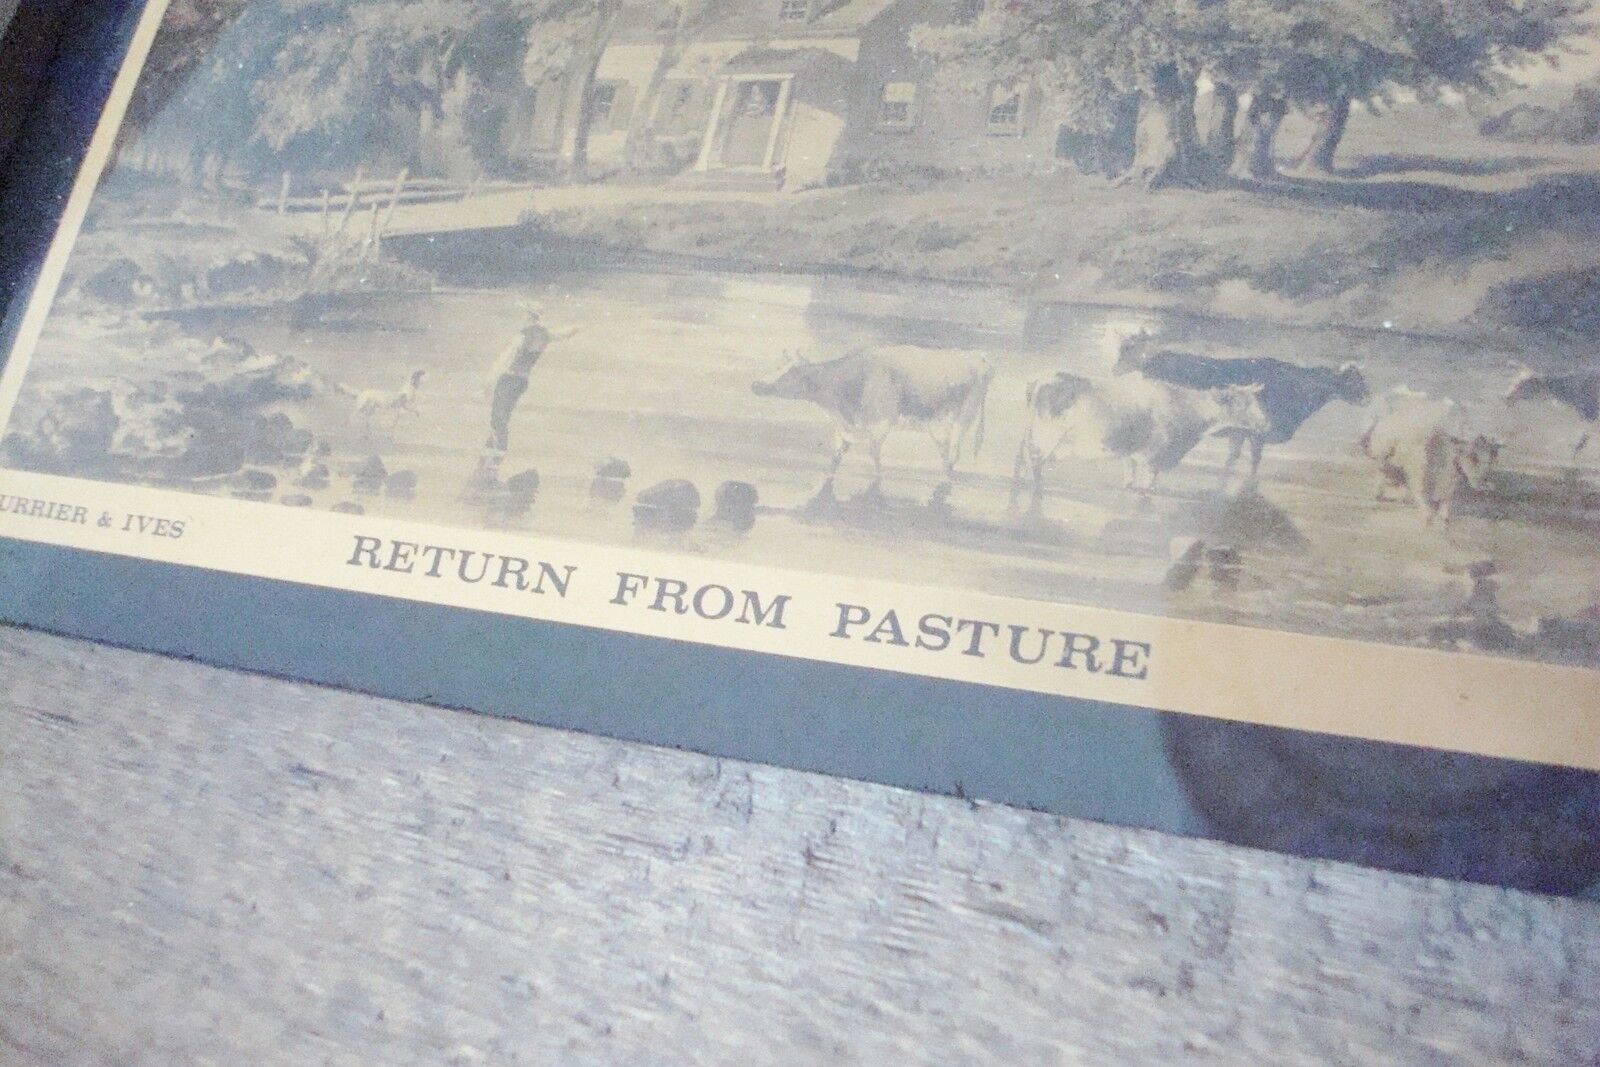 URRIER & IVES
RETURN FROM PASTURE